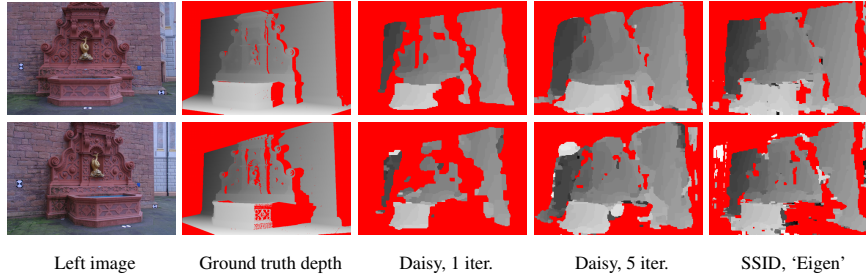 Left image
Ground truth depth
Daisy, 1 iter.
Daisy, 5 iter.
SSID, ‘Eigen’